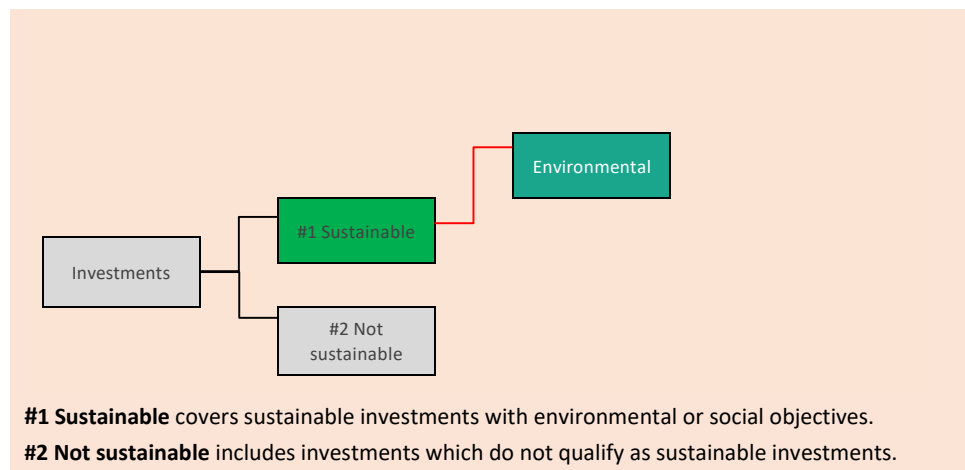 Environmental
#1 Sustainable
Investments
#2 Not
sustainable
#1 Sustainable covers sustainable investments with environmental or social objectives.
#2 Not sustainable includes investments which do not qualify as sustainable investments.